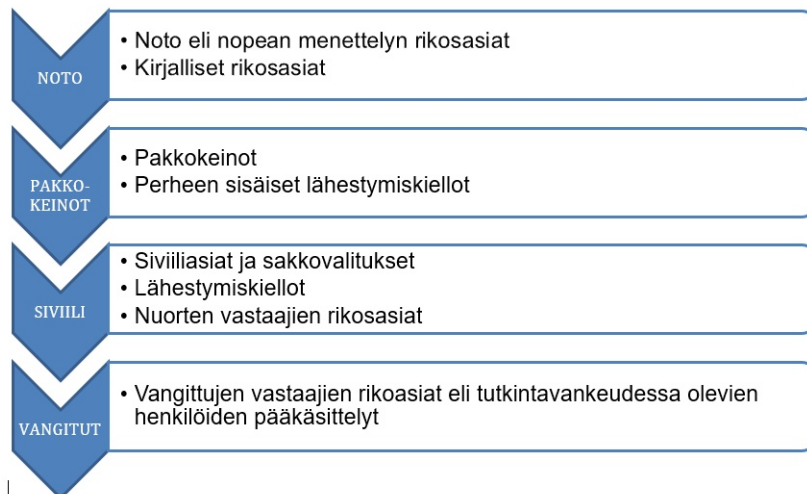 NOTO
• Noto eli nopean menettelyn rikosasiat
• Kirjalliset rikosasiat
PAKKO-
KEINOT
• Pakkokeinot
• Perheen sisäiset lähestymiskiellot
SIVIILI
• Siviiliasiat ja sakkovalitukset
• Lähestymiskiellot
• Nuorten vastaajien rikosasiat
VANGITUT
• Vangittujen vastaajien rikoasiat eli tutkintavankeudessa olevien
henkilöiden pääkäsittelyt